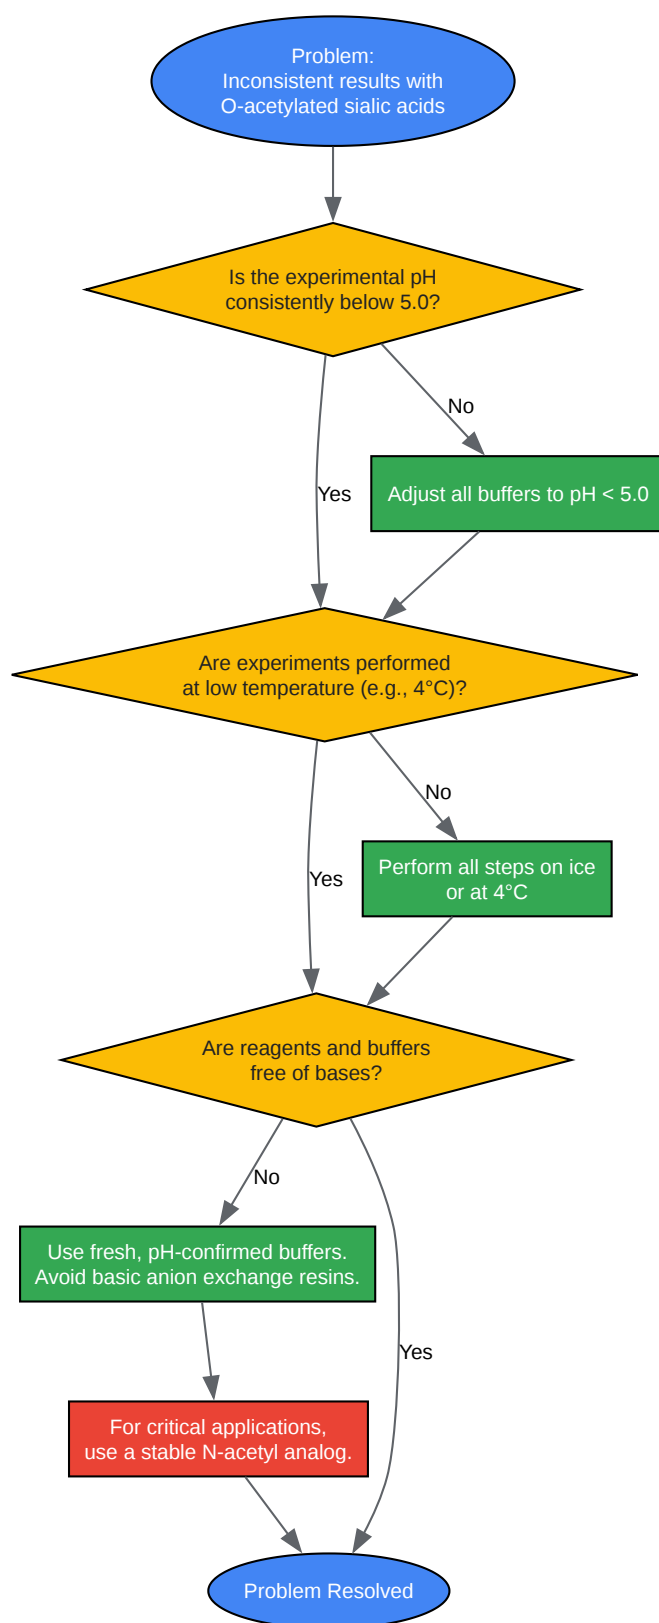 Problem:
Inconsistent results with
O-acetylated sialic acids
Is the experimental pH
consistently below 5.0?
No
Yes
Adjust all buffers to pH < 5.0
Are experiments performed
at low temperature (e.g., 4°C)?
No
Yes
Perform all steps on ice
or at 4°C
Are reagents and buffers
free of bases?
No
Use fresh, pH-confirmed buffers.
Avoid basic anion exchange resins.
Yes
For critical applications,
use a stable N-acetyl analog.
Problem Resolved